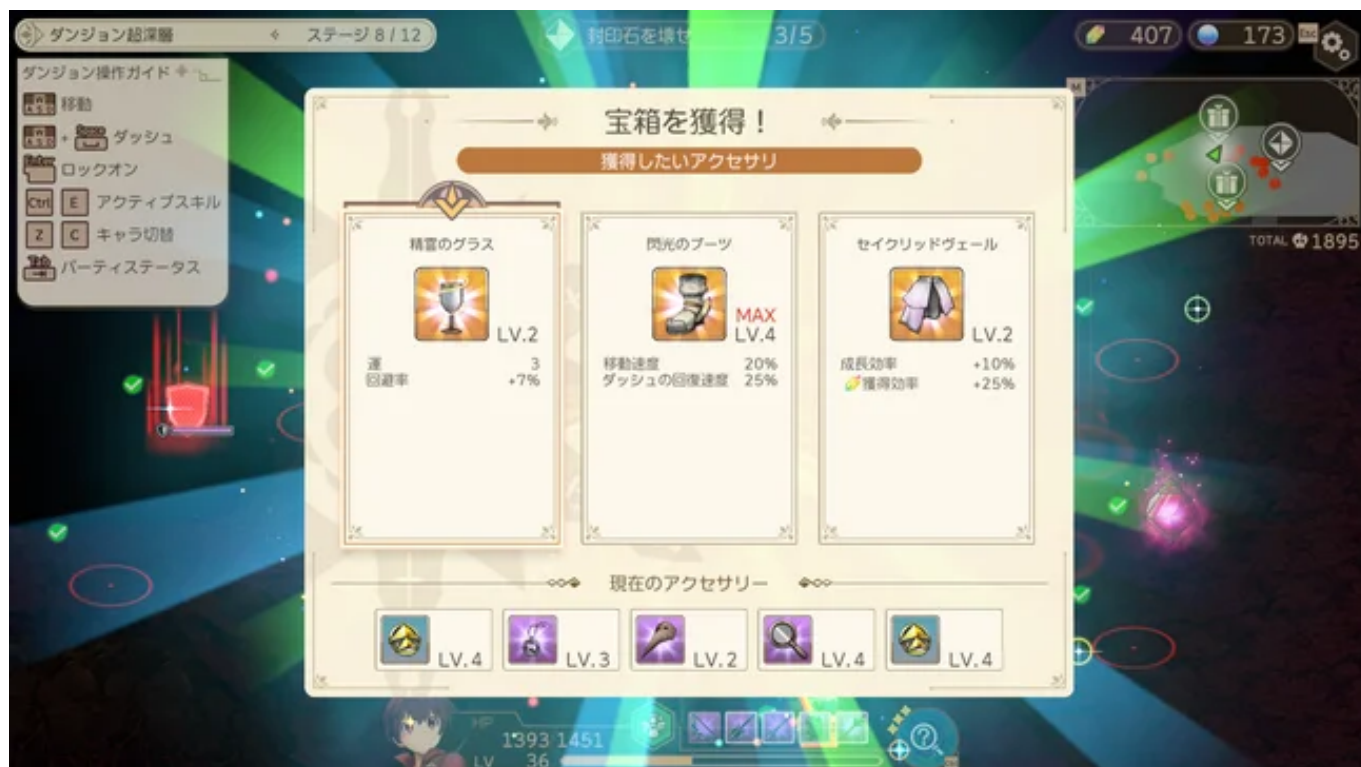 ダンジョン超深層 ステージ 8 / 12
封印石を壊せ 3/5
407 173 Esc
ダンジョン操作ガイド
移動
+ Space ダッシュ
Enter ロックオン
Ctrl E アクティブスキル
Z C キャラ切替
Tab パーティステータス
M
TOTAL 1895
宝箱を獲得！
獲得したいアクセサリ
精霊のグラス
LV.2
運 3
回避率 +7%
閃光のブーツ
MAX
LV.4
移動速度 20%
ダッシュの回復速度 25%
セイクリッドヴェール
LV.2
成長効率 +10%
獲得効率 +25%
現在のアクセサリー
LV.4 LV.3 LV.2 LV.4 LV.4
HP
1393 1451
LV 36